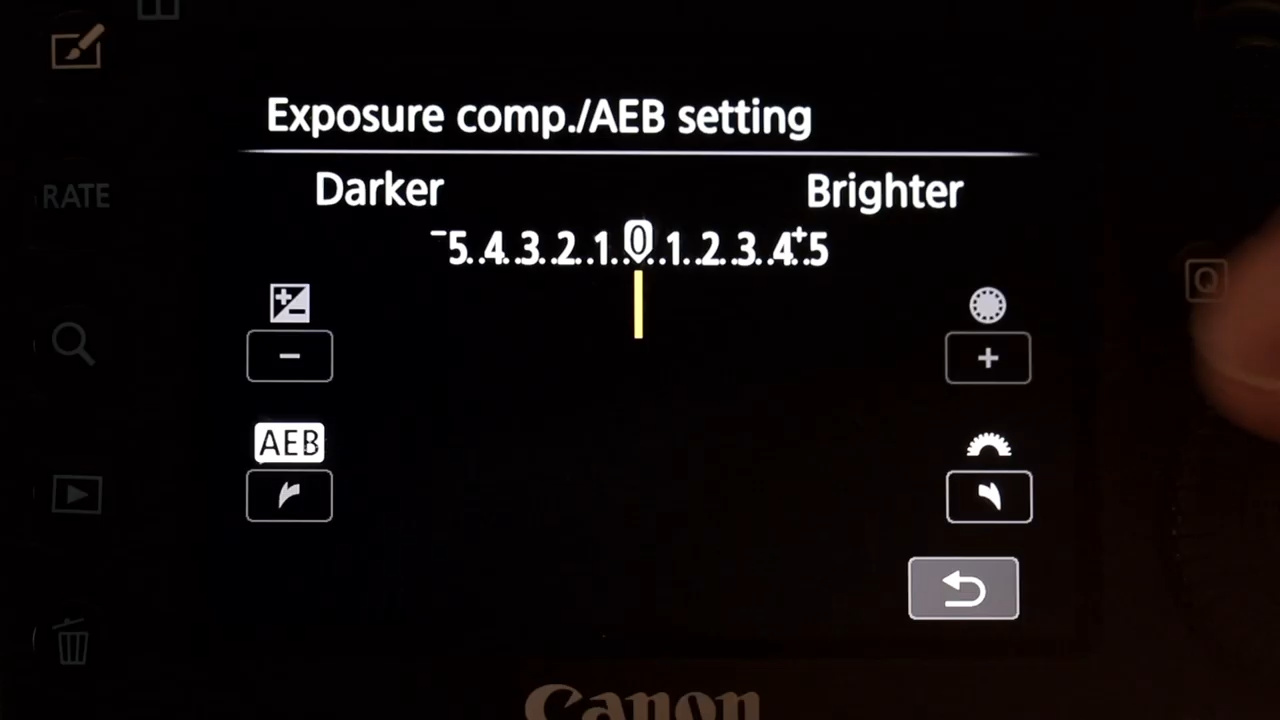 Exposure comp./AEB setting
RATE
Darker Brighter
-5..4..3..2..1..0..1..2..3..4..+5
Q
AEB
Canon